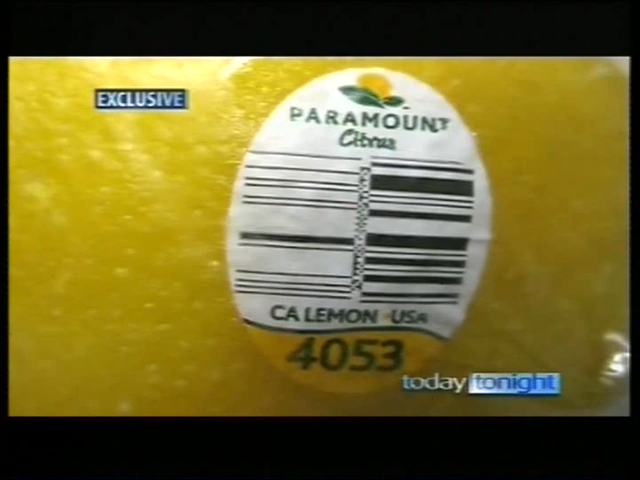 EXCLUSIVE
PARAMOUNT
Citrus
CA LEMON USA
4053
today tonight